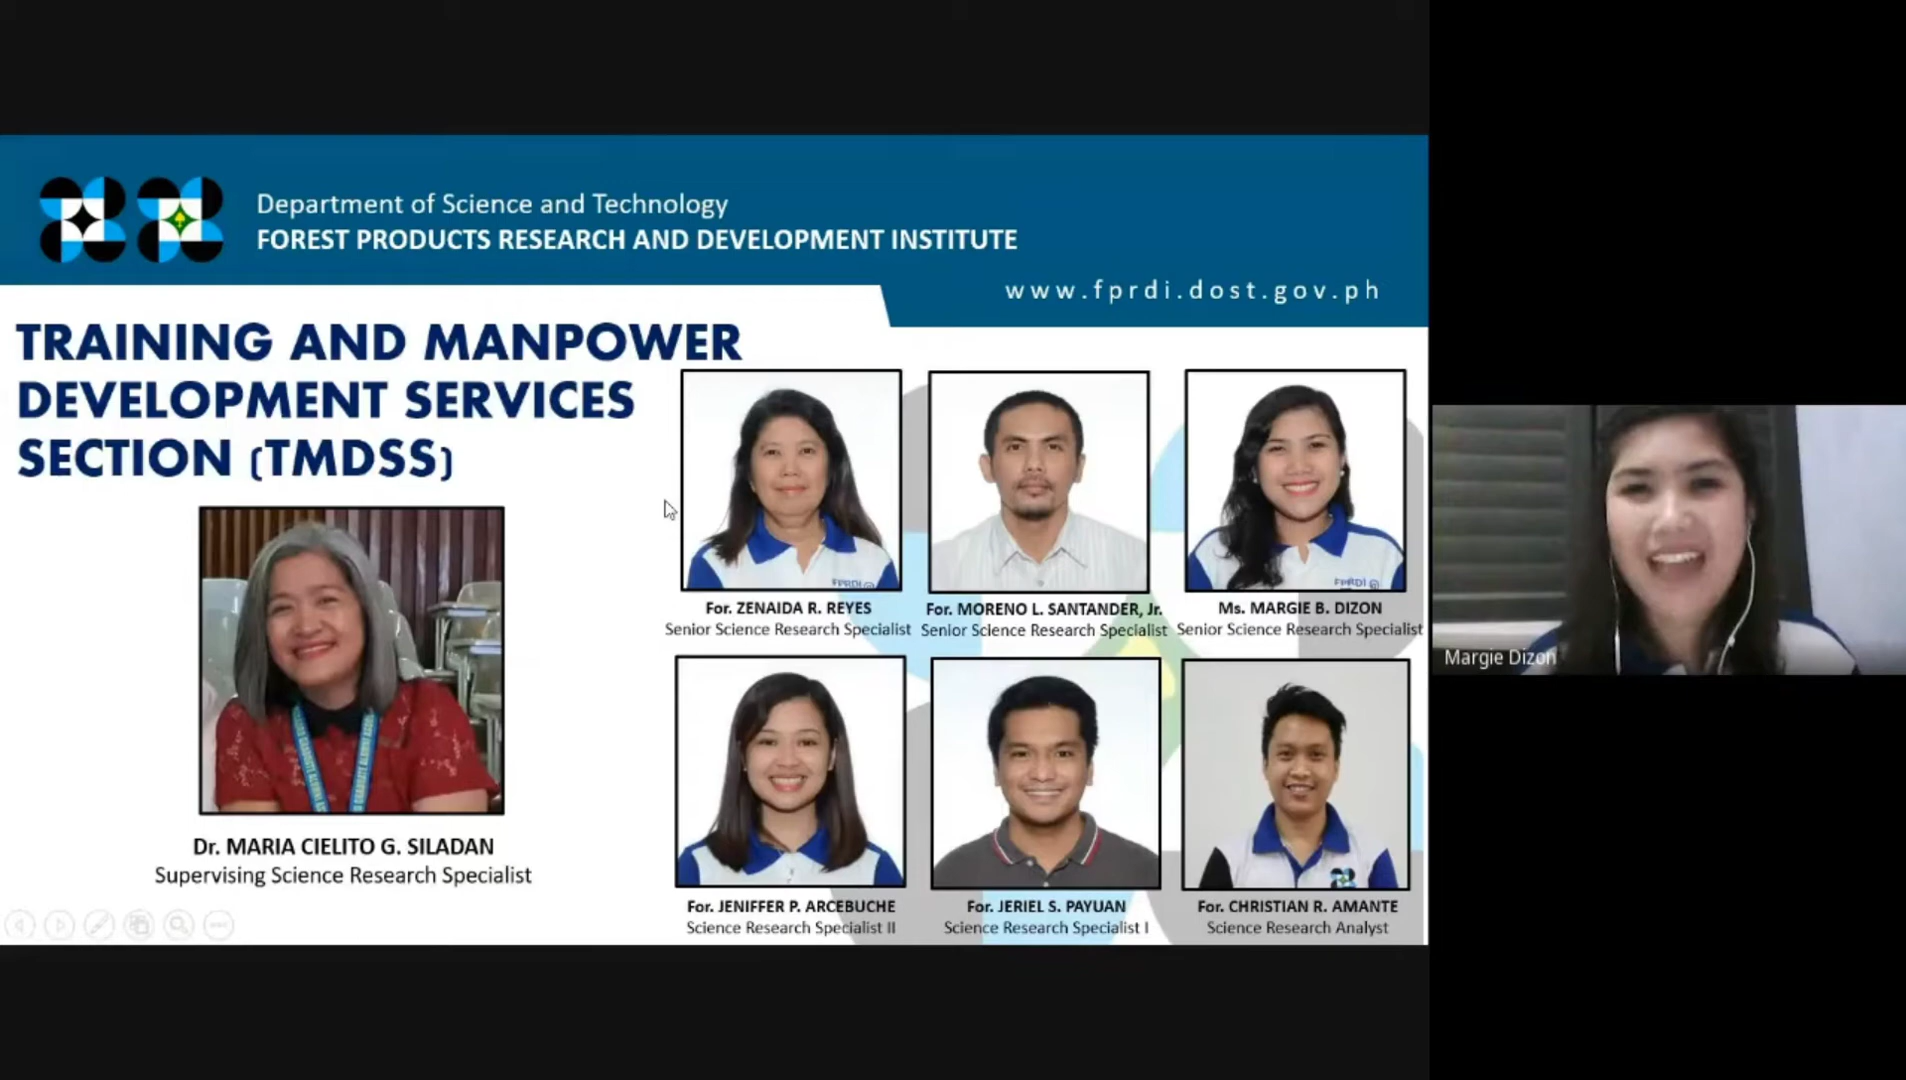 Department of Science and Technology
FOREST PRODUCTS RESEARCH AND DEVELOPMENT INSTITUTE
www.fprdi.dost.gov.ph
TRAINING AND MANPOWER
DEVELOPMENT SERVICES
SECTION (TMDSS)
FPRDI
FPRDI
For. ZENAIDA R. REYES
Senior Science Research Specialist
For. MORENO L. SANTANDER, Jr.
Senior Science Research Specialist
Ms. MARGIE B. DIZON
Senior Science Research Specialist
Margie Dizon
Dr. MARIA CIELITO G. SILADAN
Supervising Science Research Specialist
For. JENIFFER P. ARCEBUCHE
Science Research Specialist II
For. JERIEL S. PAYUAN
Science Research Specialist I
For. CHRISTIAN R. AMANTE
Science Research Analyst